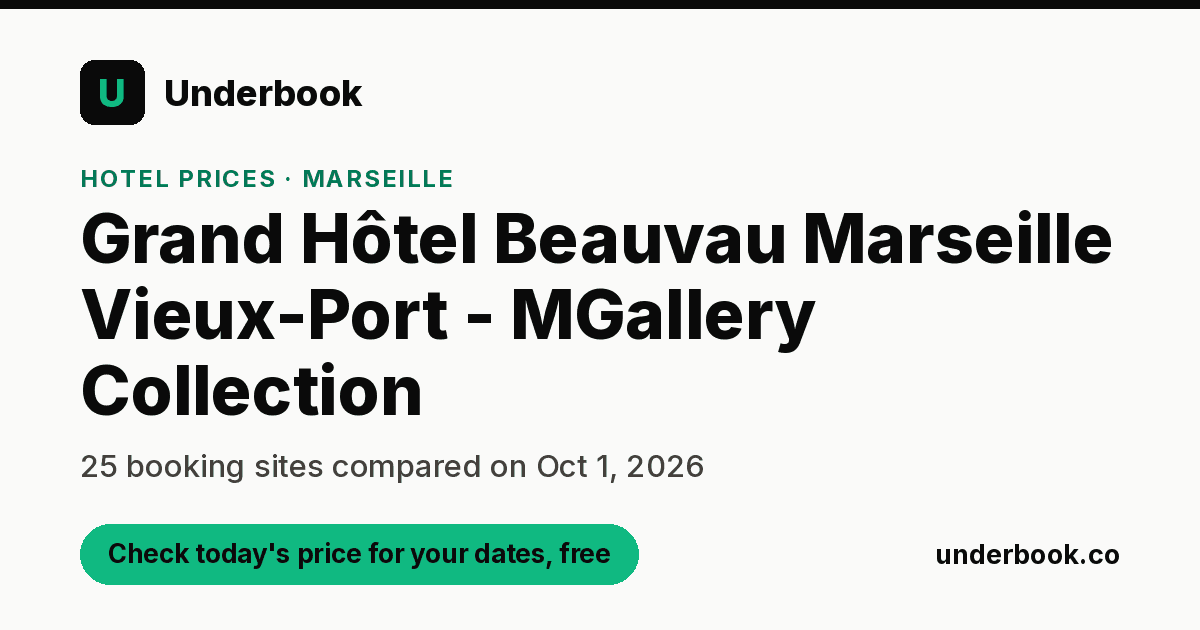 U Underbook
HOTEL PRICES · MARSEILLE
Grand Hôtel Beauvau Marseille
Vieux-Port - MGallery
Collection
25 booking sites compared on Oct 1, 2026
Check today's price for your dates, free
underbook.co